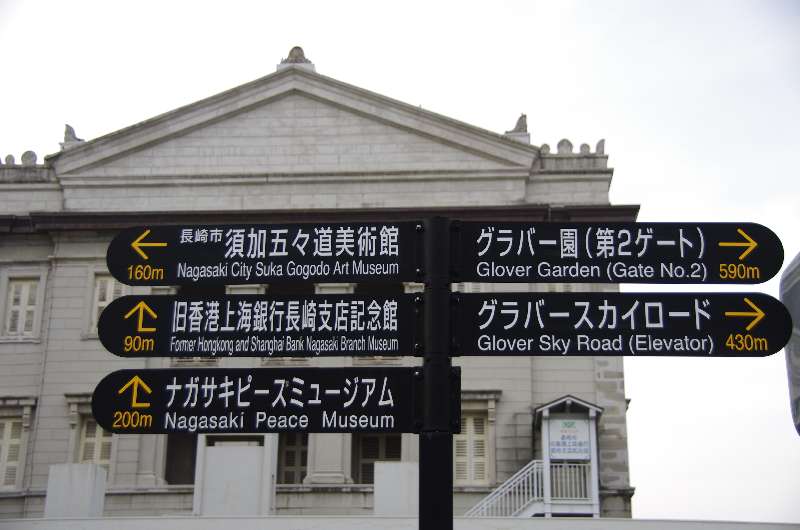 長崎市 須加五々道美術館
160m
Nagasaki City Suka Gogodo Art Museum
旧香港上海銀行長崎支店記念館
90m
Former Hongkong and Shanghai Bank Nagasaki Branch Museum
ナガサキピースミュージアム
200m
Nagasaki Peace Museum
グラバー園(第2ゲート)
Glover Garden (Gate No.2)
590m
グラバースカイロード
Glover Sky Road (Elevator)
430m